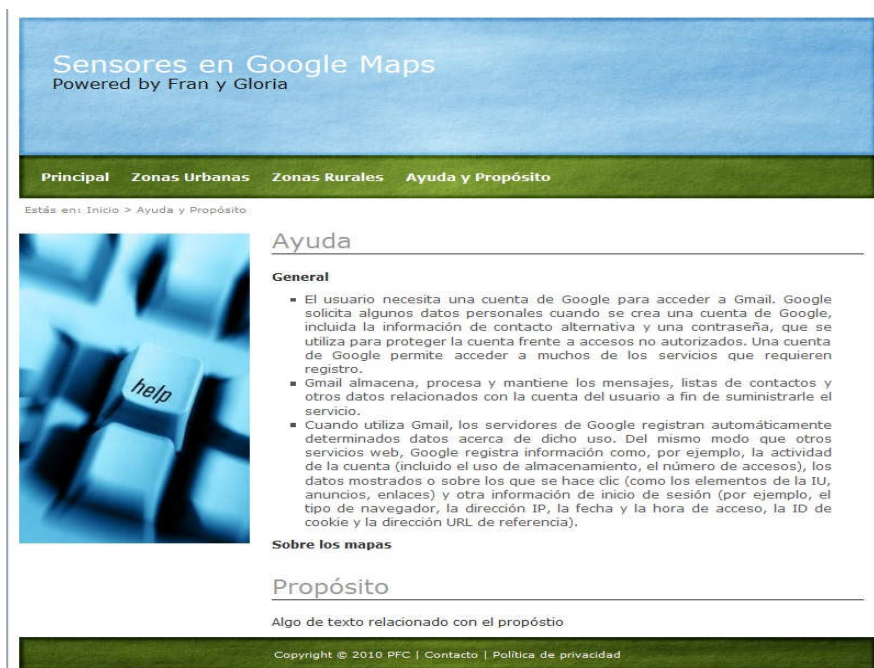 Sensores en Google Maps
Powered by Fran y Gloria
Principal Zonas Urbanas Zonas Rurales Ayuda y Propósito
Estás en: Inicio > Ayuda y Propósito
help
Ayuda
General
El usuario necesita una cuenta de Google para acceder a Gmail. Google
solicita algunos datos personales cuando se crea una cuenta de Google,
incluida la información de contacto alternativa y una contraseña, que se
utiliza para proteger la cuenta frente a accesos no autorizados. Una cuenta
de Google permite acceder a muchos de los servicios que requieren
registro.
Gmail almacena, procesa y mantiene los mensajes, listas de contactos y
otros datos relacionados con la cuenta del usuario a fin de suministrarle el
servicio.
Cuando utiliza Gmail, los servidores de Google registran automáticamente
determinados datos acerca de dicho uso. Del mismo modo que otros
servicios web, Google registra información como, por ejemplo, la actividad
de la cuenta (incluido el uso de almacenamiento, el número de accesos), los
datos mostrados o sobre los que se hace clic (como los elementos de la IU,
anuncios, enlaces) y otra información de inicio de sesión (por ejemplo, el
tipo de navegador, la dirección IP, la fecha y la hora de acceso, la ID de
cookie y la dirección URL de referencia).
Sobre los mapas
Propósito
Algo de texto relacionado con el propóstio
Copyright © 2010 PFC | Contacto | Política de privacidad